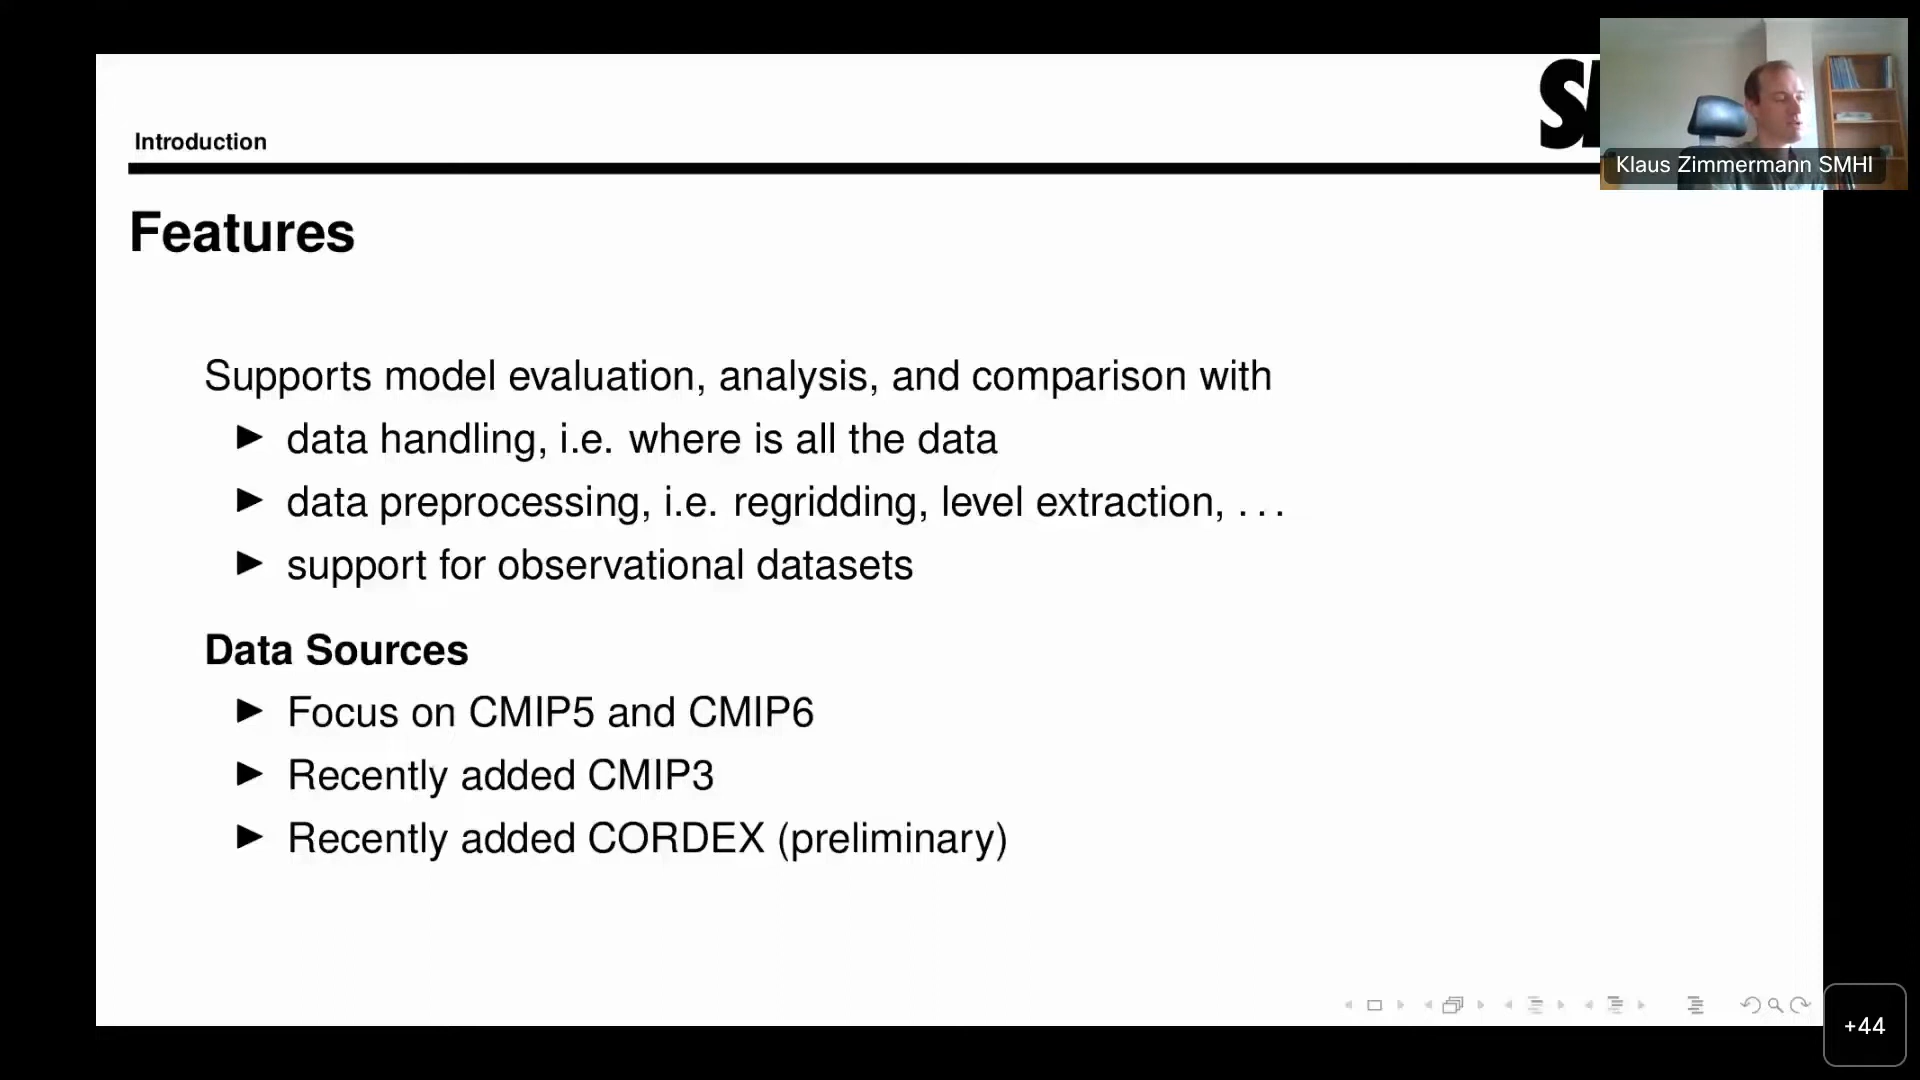 Introduction
Klaus Zimmermann SMHI
Features
Supports model evaluation, analysis, and comparison with
data handling, i.e. where is all the data
data preprocessing, i.e. regridding, level extraction, ...
support for observational datasets
Data Sources
Focus on CMIP5 and CMIP6
Recently added CMIP3
Recently added CORDEX (preliminary)
+44